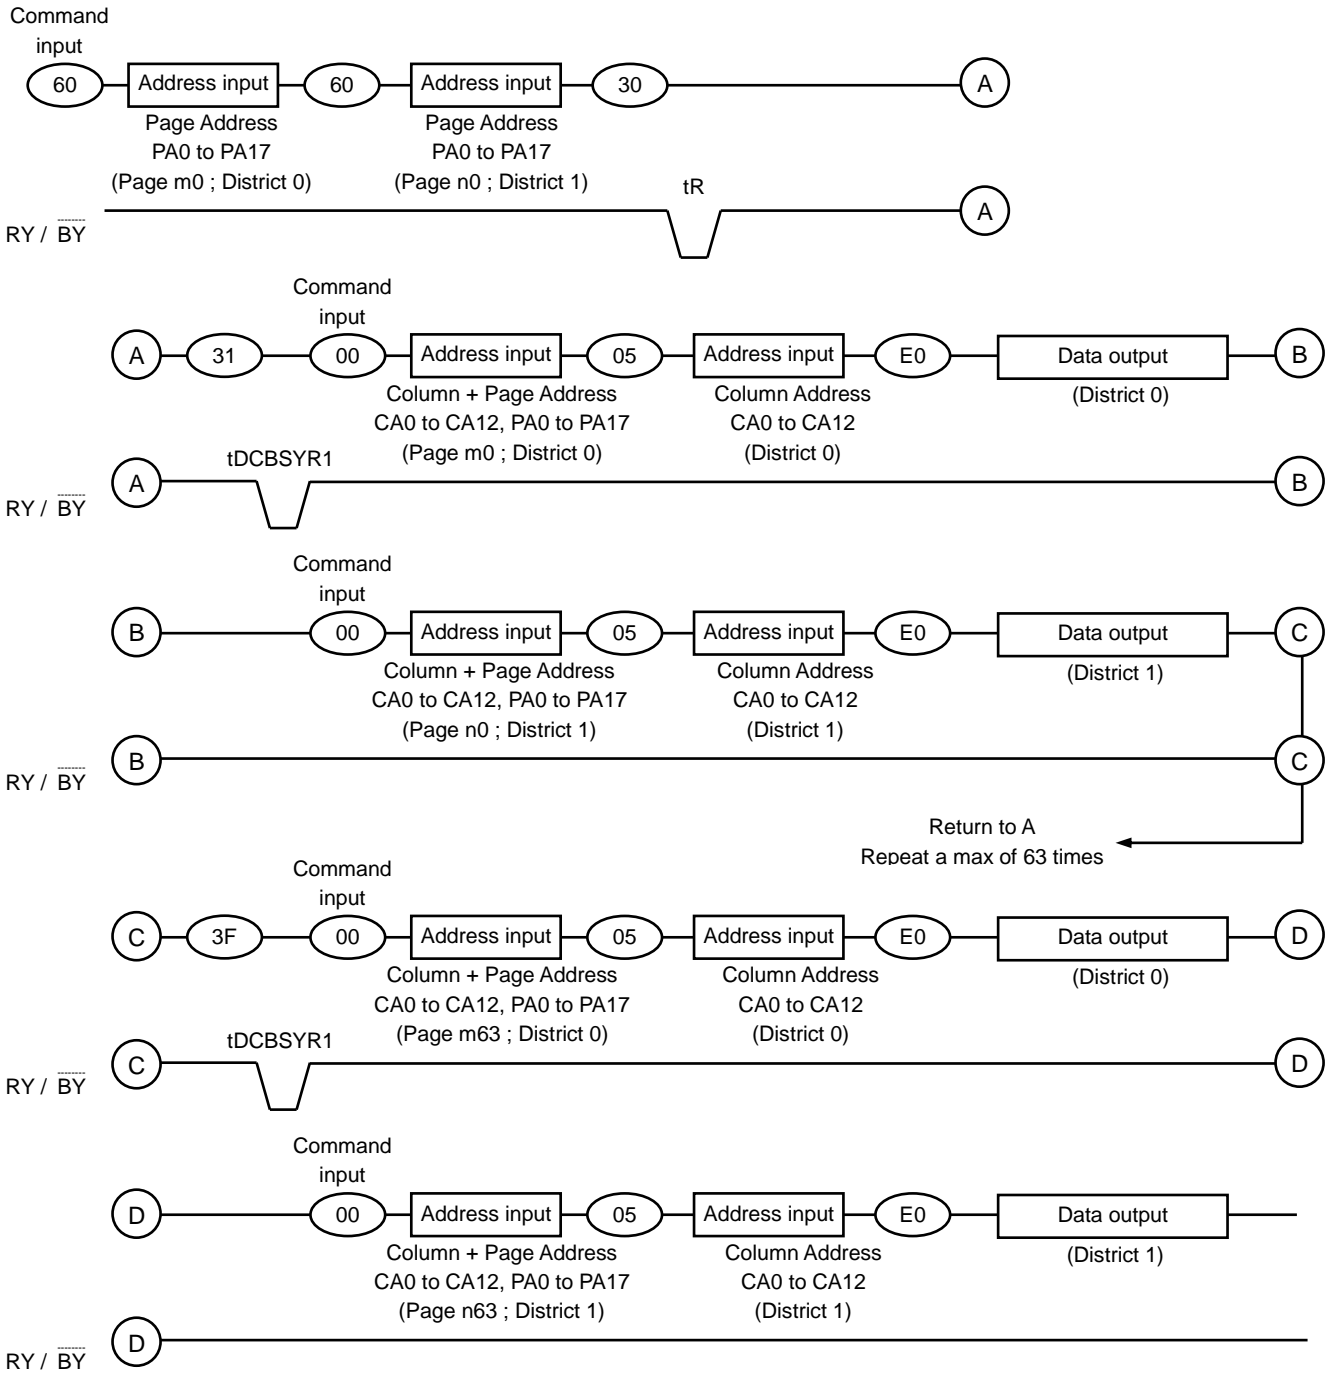 Command
input
60 Address input 60 Address input 30 A
Page Address Page Address
PA0 to PA17 PA0 to PA17
(Page m0 ; District 0) (Page n0 ; District 1)
tR
A
RY / BY
Command
input
A 31 00 Address input 05 Address input E0 Data output B
Column + Page Address Column Address (District 0)
CA0 to CA12, PA0 to PA17 CA0 to CA12
(Page m0 ; District 0) (District 0)
tDCBSYR1
A B
RY / BY
Command
input
B 00 Address input 05 Address input E0 Data output C
Column + Page Address Column Address (District 1)
CA0 to CA12, PA0 to PA17 CA0 to CA12
(Page n0 ; District 1) (District 1)
B C
RY / BY
Return to A
Repeat a max of 63 times
Command
input
C 3F 00 Address input 05 Address input E0 Data output D
Column + Page Address Column Address (District 0)
CA0 to CA12, PA0 to PA17 CA0 to CA12
(Page m63 ; District 0) (District 0)
tDCBSYR1
C D
RY / BY
Command
input
D 00 Address input 05 Address input E0 Data output
Column + Page Address Column Address (District 1)
CA0 to CA12, PA0 to PA17 CA0 to CA12
(Page n63 ; District 1) (District 1)
D
RY / BY